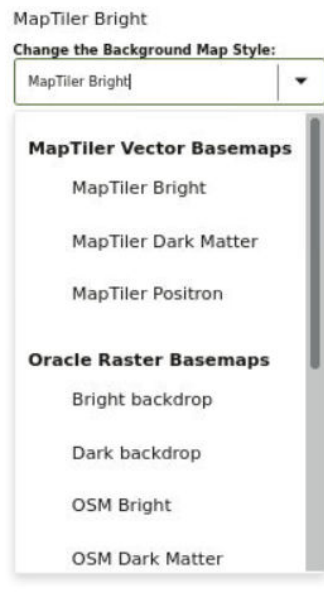 MapTiler Bright
Change the Background Map Style:
MapTiler Bright
MapTiler Vector Basemaps
MapTiler Bright
MapTiler Dark Matter
MapTiler Positron
Oracle Raster Basemaps
Bright backdrop
Dark backdrop
OSM Bright
OSM Dark Matter